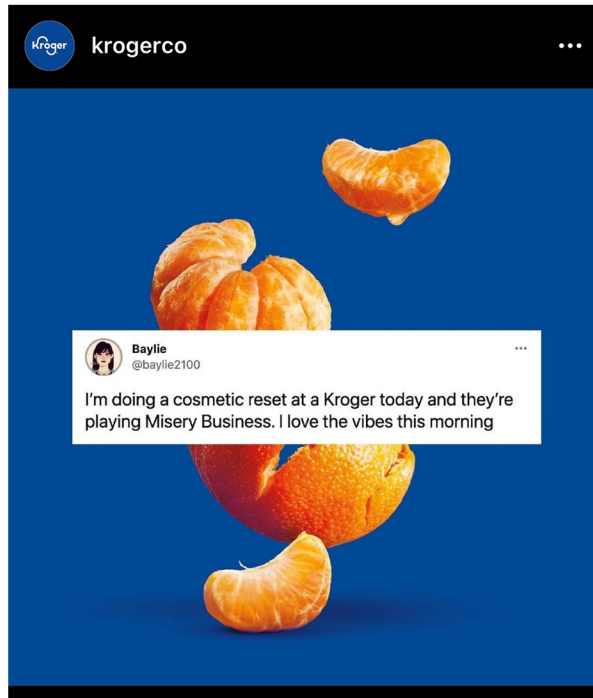 Kroger
krogerco
Baylie
@baylie2100
I'm doing a cosmetic reset at a Kroger today and they're
playing Misery Business. I love the vibes this morning